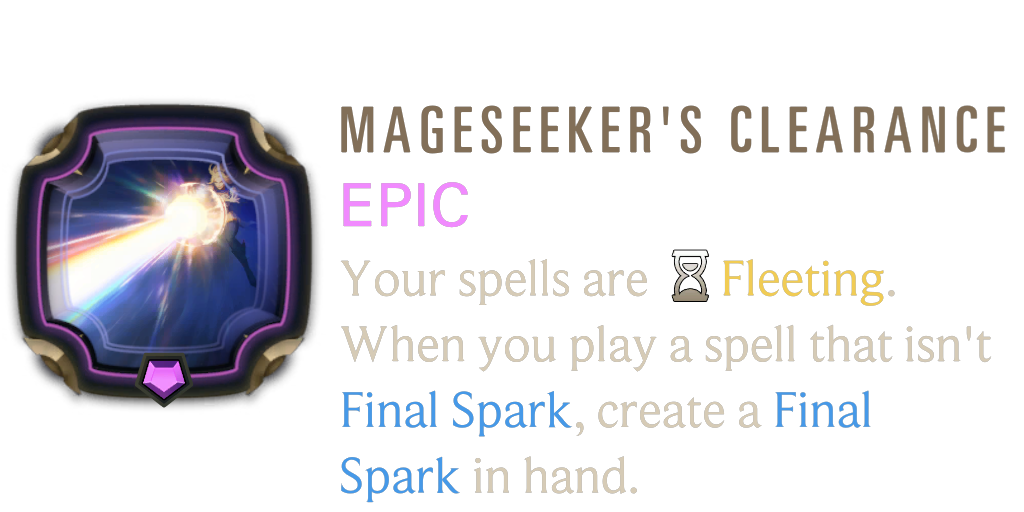 MAGESEEKER'S CLEARANCE
EPIC
Your spells are Fleeting.
When you play a spell that isn't
Final Spark, create a Final
Spark in hand.